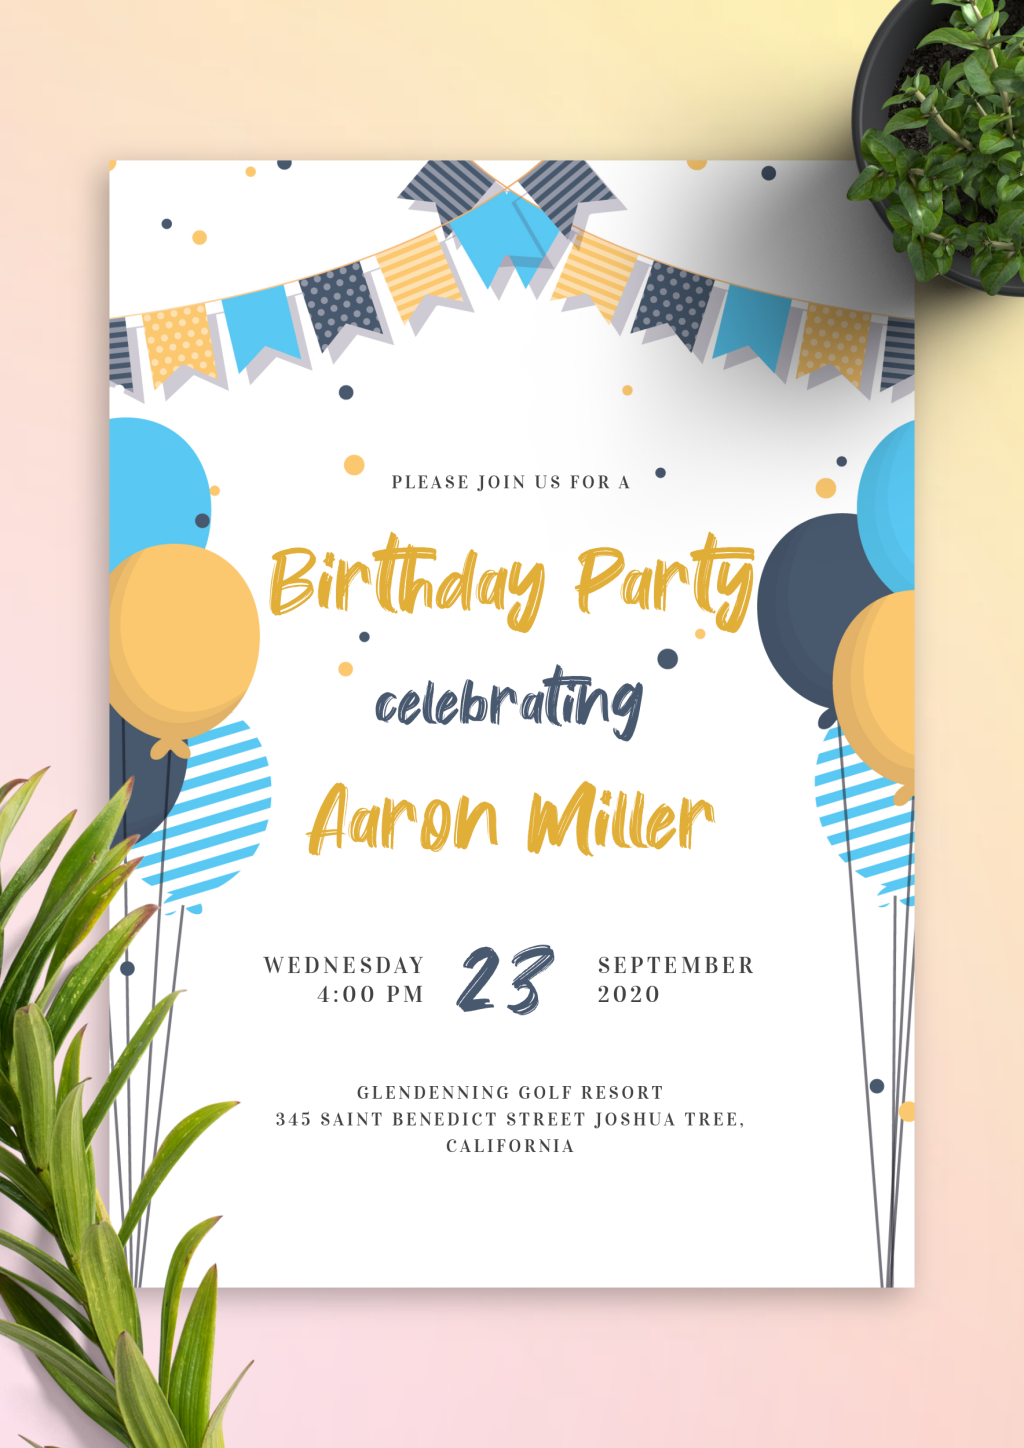 PLEASE JOIN US FOR A
Birthday Party
celebrating
Aaron Miller
WEDNESDAY
4:00 PM
23
SEPTEMBER
2020
GLENDENNING GOLF RESORT
345 SAINT BENEDICT STREET JOSHUA TREE,
CALIFORNIA